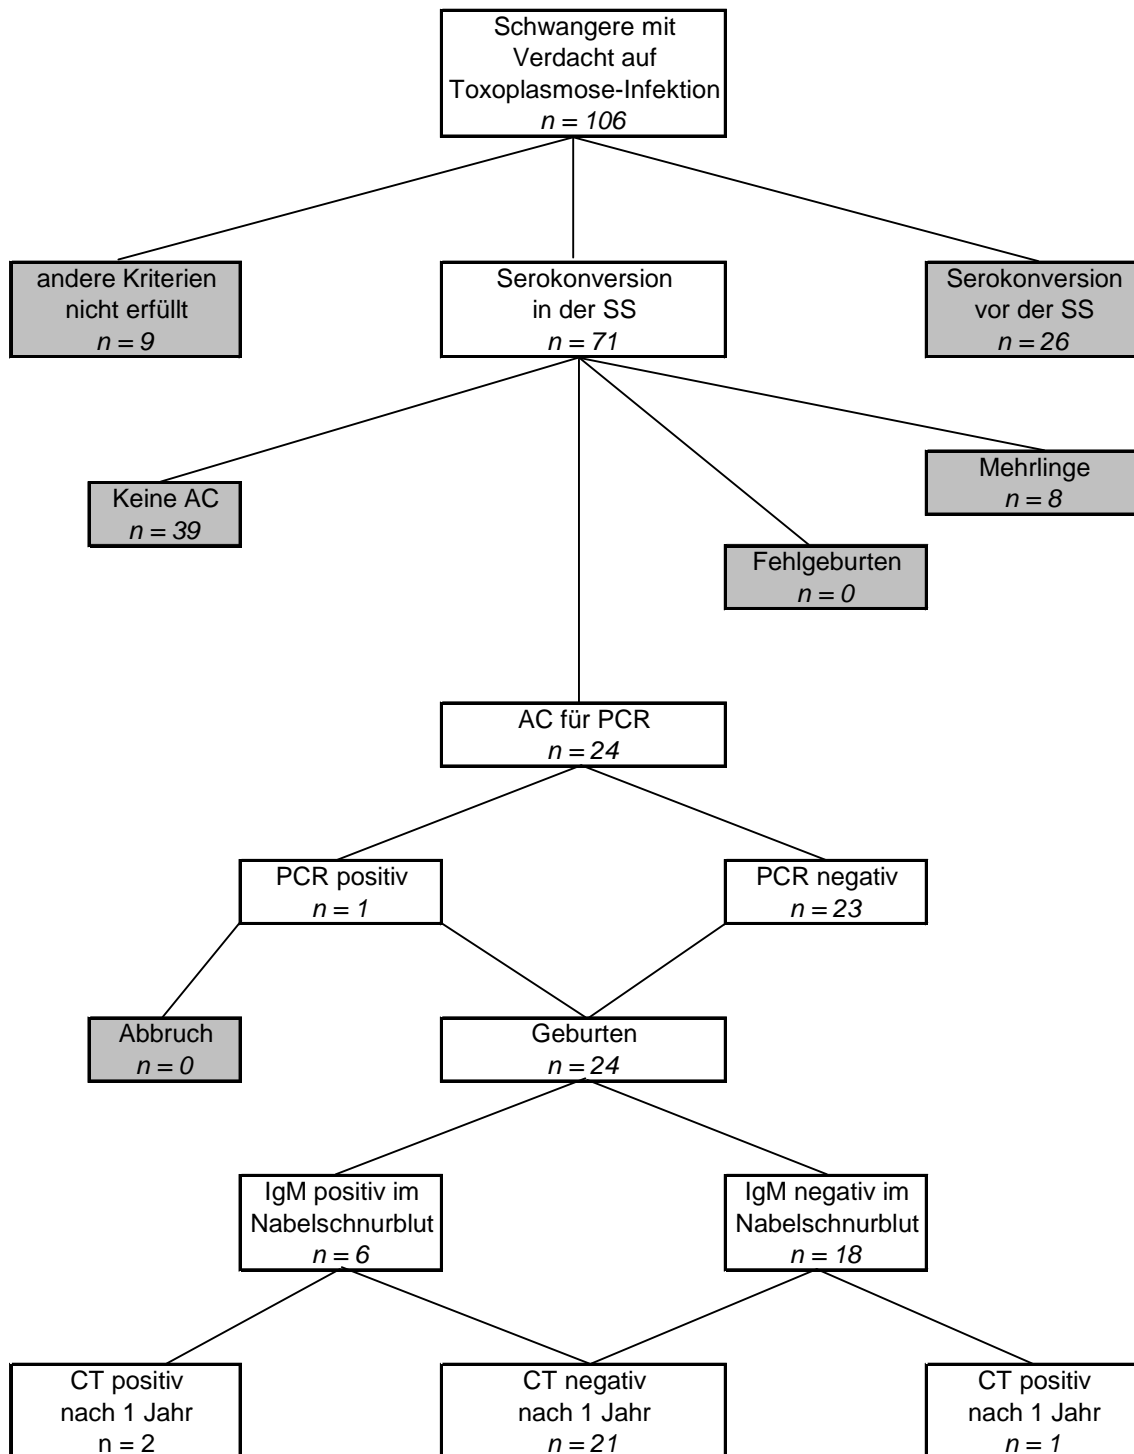 Schwangere mit
Verdacht auf
Toxoplasmose-Infektion
n = 106
andere Kriterien
nicht erfüllt
n = 9
Serokonversion
in der SS
n = 71
Serokonversion
vor der SS
n = 26
Keine AC
n = 39
Mehrlinge
n = 8
Fehlgeburten
n = 0
AC für PCR
n = 24
PCR positiv
n = 1
PCR negativ
n = 23
Abbruch
n = 0
Geburten
n = 24
IgM positiv im
Nabelschnurblut
n = 6
IgM negativ im
Nabelschnurblut
n = 18
CT positiv
nach 1 Jahr
n = 2
CT negativ
nach 1 Jahr
n = 21
CT positiv
nach 1 Jahr
n = 1